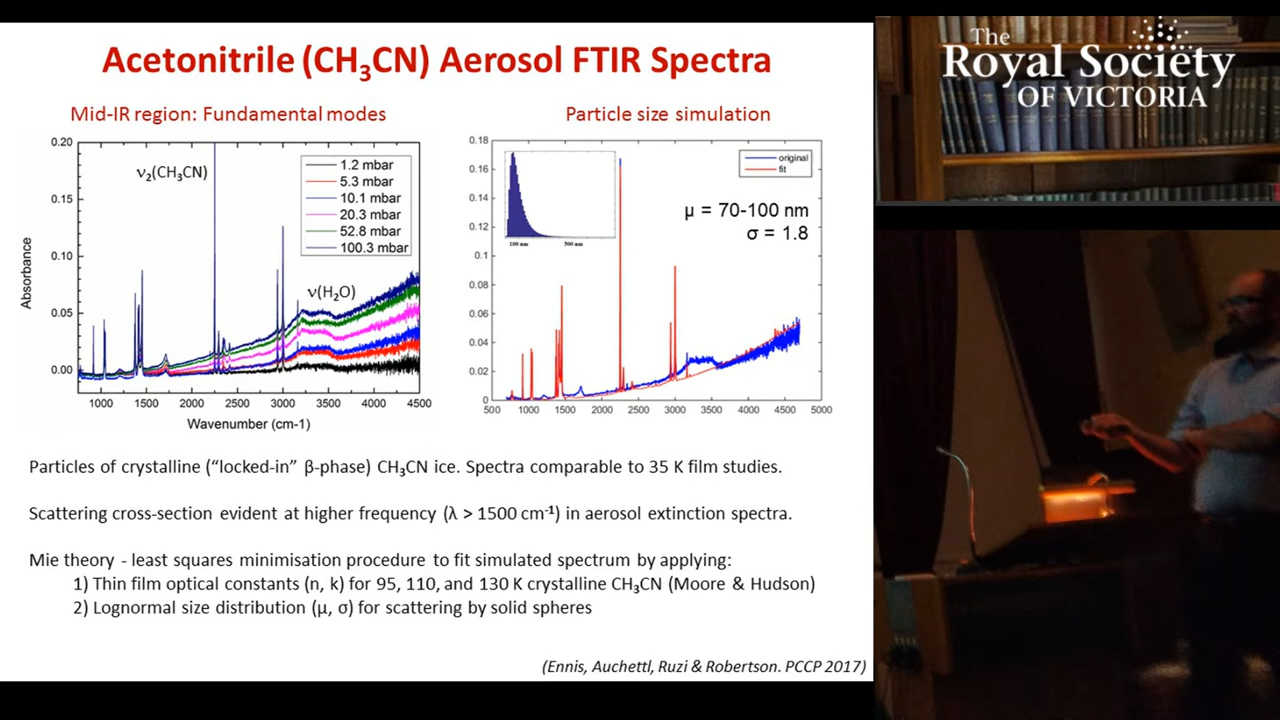 Acetonitrile (CH₃CN) Aerosol FTIR Spectra
Mid-IR region: Fundamental modes
0.20
0.15
0.10
0.05
0.00
Absorbance
ν₂(CH₃CN)
1.2 mbar
5.3 mbar
10.1 mbar
20.3 mbar
52.8 mbar
100.3 mbar
ν(H₂O)
1000 1500 2000 2500 3000 3500 4000 4500
Wavenumber (cm-1)
Particle size simulation
0.18
0.16
0.14
0.12
0.1
0.08
0.06
0.04
0.02
0
100 nm 500 nm
original
fit
μ = 70-100 nm
σ = 1.8
500 1000 1500 2000 2500 3000 3500 4000 4500 5000
Particles of crystalline (“locked-in” β-phase) CH₃CN ice. Spectra comparable to 35 K film studies.
Scattering cross-section evident at higher frequency (λ > 1500 cm⁻¹) in aerosol extinction spectra.
Mie theory - least squares minimisation procedure to fit simulated spectrum by applying:
1) Thin film optical constants (n, k) for 95, 110, and 130 K crystalline CH₃CN (Moore & Hudson)
2) Lognormal size distribution (μ, σ) for scattering by solid spheres
(Ennis, Auchettl, Ruzi & Robertson. PCCP 2017)
The
Royal Society
OF VICTORIA